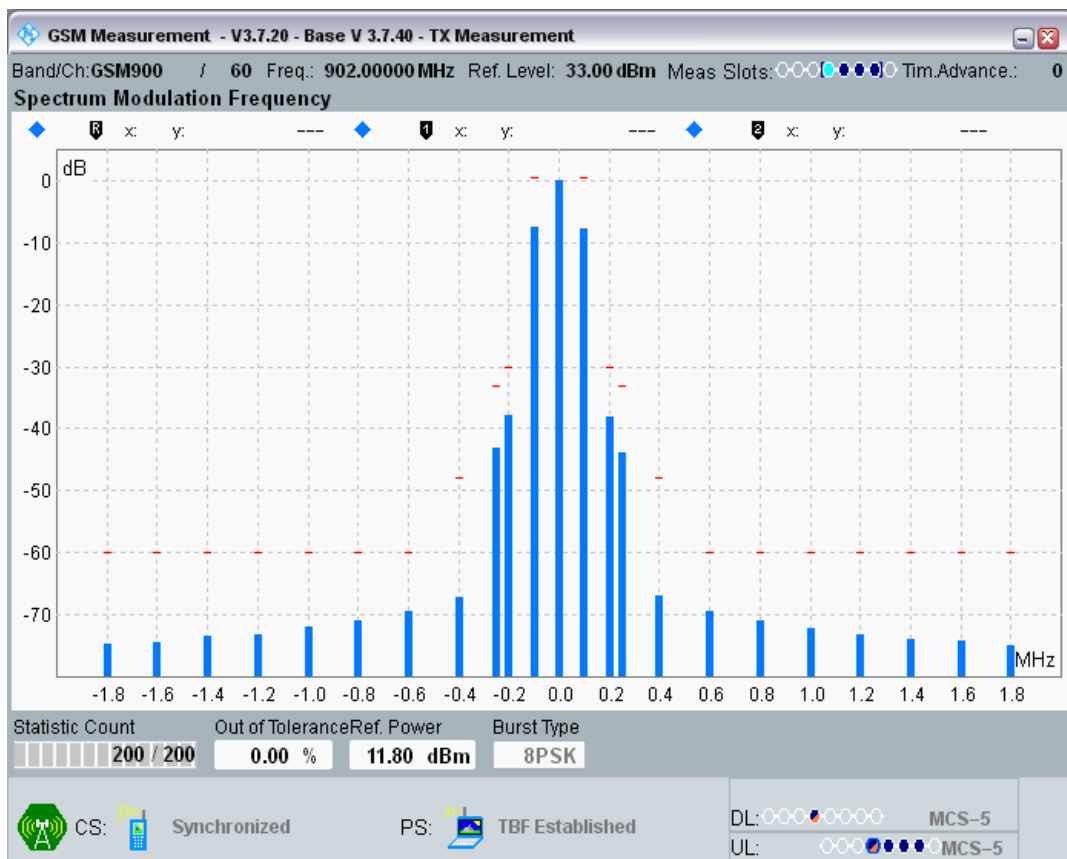 GSM Measurement - V3.7.20 - Base V 3.7.40 - TX Measurement
Band/Ch:GSM900 / 60 Freq.: 902.00000 MHz Ref. Level: 33.00 dBm Meas Slots: Tim.Advance.: 0
Spectrum Modulation Frequency
R x: y: --- 1 x: y: --- 2 x: y: ---
dB
0
-10
-20
-30
-40
-50
-60
-70
MHz
-1.8 -1.6 -1.4 -1.2 -1.0 -0.8 -0.6 -0.4 -0.2 0.0 0.2 0.4 0.6 0.8 1.0 1.2 1.4 1.6 1.8
Statistic Count Out of Tolerance Ref. Power Burst Type
200 / 200 0.00 % 11.80 dBm 8PSK
CS: Synchronized PS: TBF Established
DL: MCS-5
UL: MCS-5